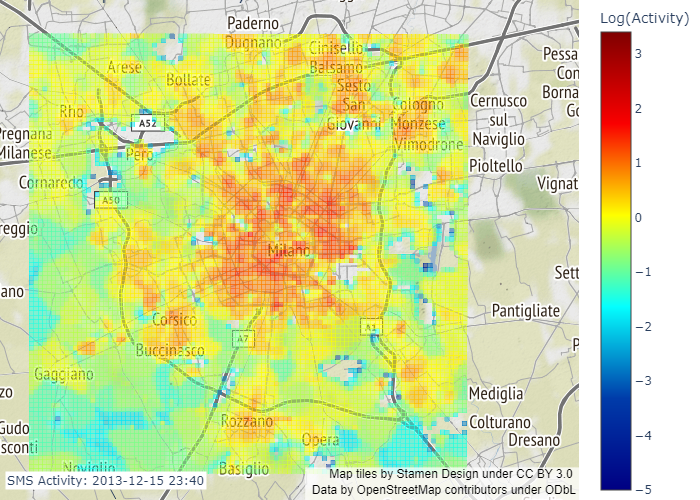 Paderno
Dugnano
Cinisello
Balsamo
Arese
Bollate
Sesto
San
Giovanni
Cologno
Monzese
Vimodrone
Rho
A52
Pero
Pregnana
Milanese
Cornaredo
A50
Cernusco
sul
Naviglio
Pioltello
Pessa
Con
Borna
Go
Vignat
reggio
Milano
Sett
ano
Pantigliate
Corsico
A7
A1
Buccinasco
Gaggiano
P
zo
Mediglia
Gudo
sconti
Rozzano
Opera
Colturano
Dresano
Noviglio
Basiglio
SMS Activity: 2013-12-15 23:40
Map tiles by Stamen Design under CC BY 3.0
Data by OpenStreetMap contributors under ODbL
Log(Activity)
3
2
1
0
−1
−2
−3
−4
−5